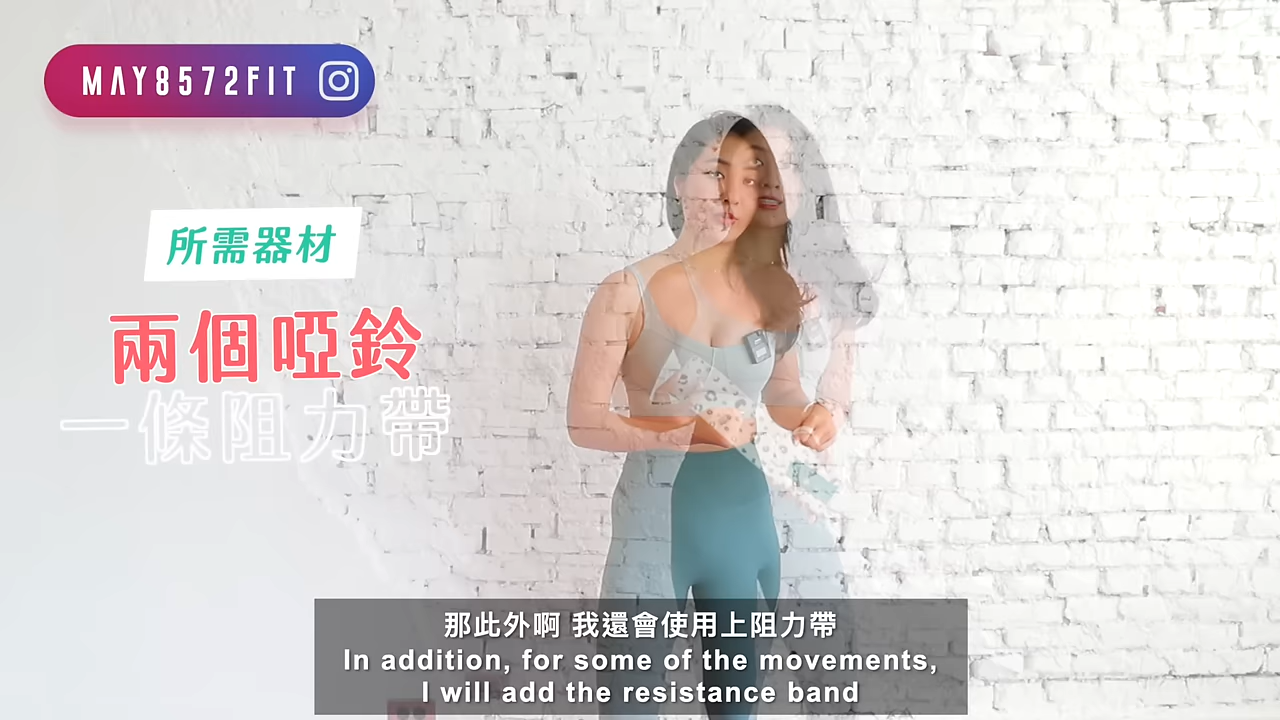 MAY8572FIT
所需器材
兩個啞鈴
一條阻力帶
那此外啊 我還會使用上阻力帶
In addition, for some of the movements,
I will add the resistance band